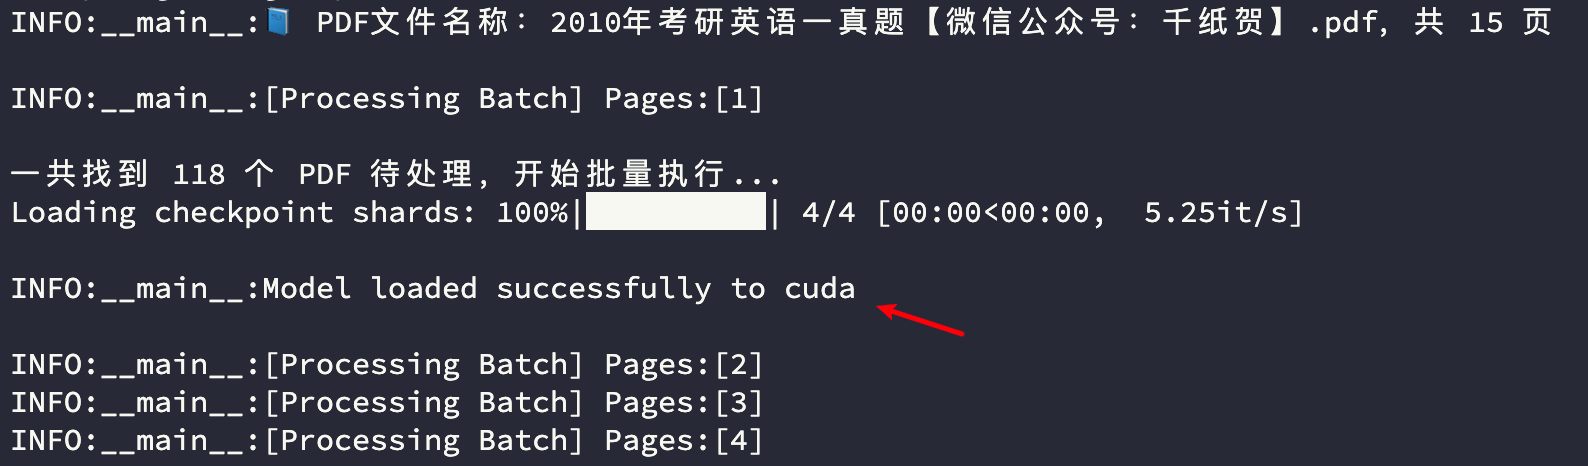 INFO:__main__:📘 PDF文件名称：2010年考研英语一真题【微信公众号：千纸贺】.pdf, 共 15 页
INFO:__main__:[Processing Batch] Pages:[1]
一共找到 118 个 PDF 待处理, 开始批量执行...
Loading checkpoint shards: 100%|██████████| 4/4 [00:00<00:00,  5.25it/s]
INFO:__main__:Model loaded successfully to cuda
INFO:__main__:[Processing Batch] Pages:[2]
INFO:__main__:[Processing Batch] Pages:[3]
INFO:__main__:[Processing Batch] Pages:[4]